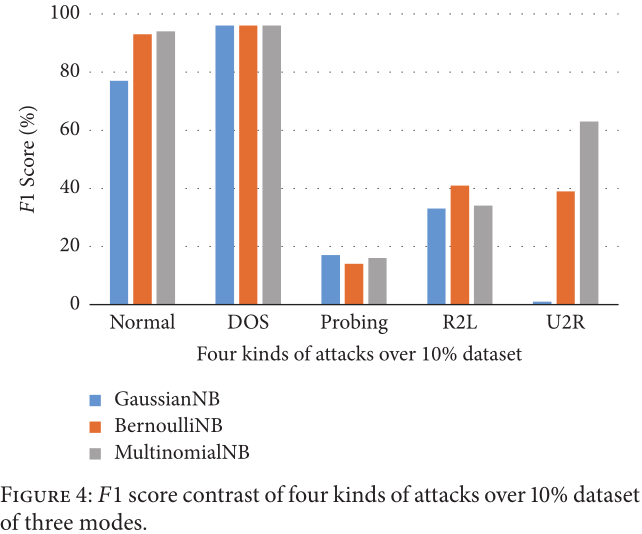 100
80
60
40
20
0
F1 Score (%)
Normal DOS Probing R2L U2R
Four kinds of attacks over 10% dataset
GaussianNB
BernoulliNB
MultinomialNB
Figure 4: F1 score contrast of four kinds of attacks over 10% dataset
of three modes.